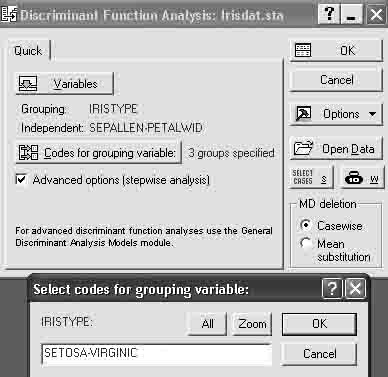 Discriminant Function Analysis: Irisdat.sta
Quick
OK
Variables
Cancel
Grouping: IRISTYPE
Independent: SEPALLEN-PETALWID
Options
Codes for grouping variable: 3 groups specified
Open Data
Advanced options (stepwise analysis)
SELECT CASES S W
MD deletion
Casewise
Mean substitution
For advanced discriminant function analyses use the General
Discriminant Analysis Models module.
Select codes for grouping variable:
IRISTYPE: All Zoom OK
SETOSA-VIRGINIC Cancel